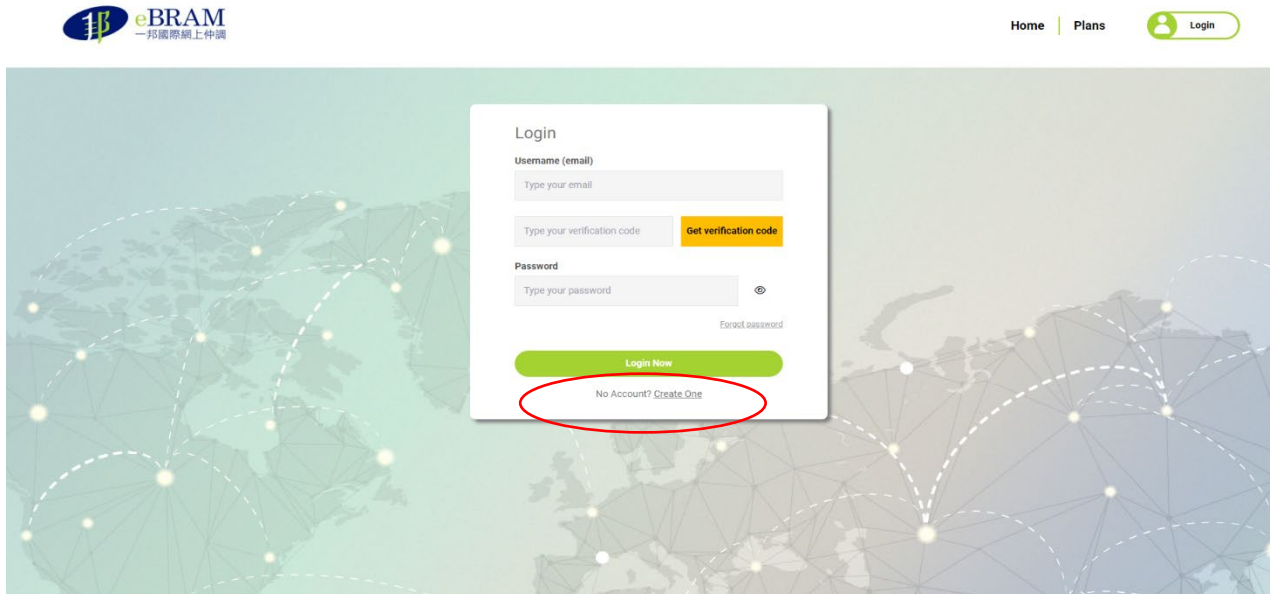 邦 eBRAM
一邦國際網上仲調
Home Plans Login
Login
Username (email)
Type your email
Type your verification code Get verification code
Password
Type your password
Forgot password
Login Now
No Account? Create One